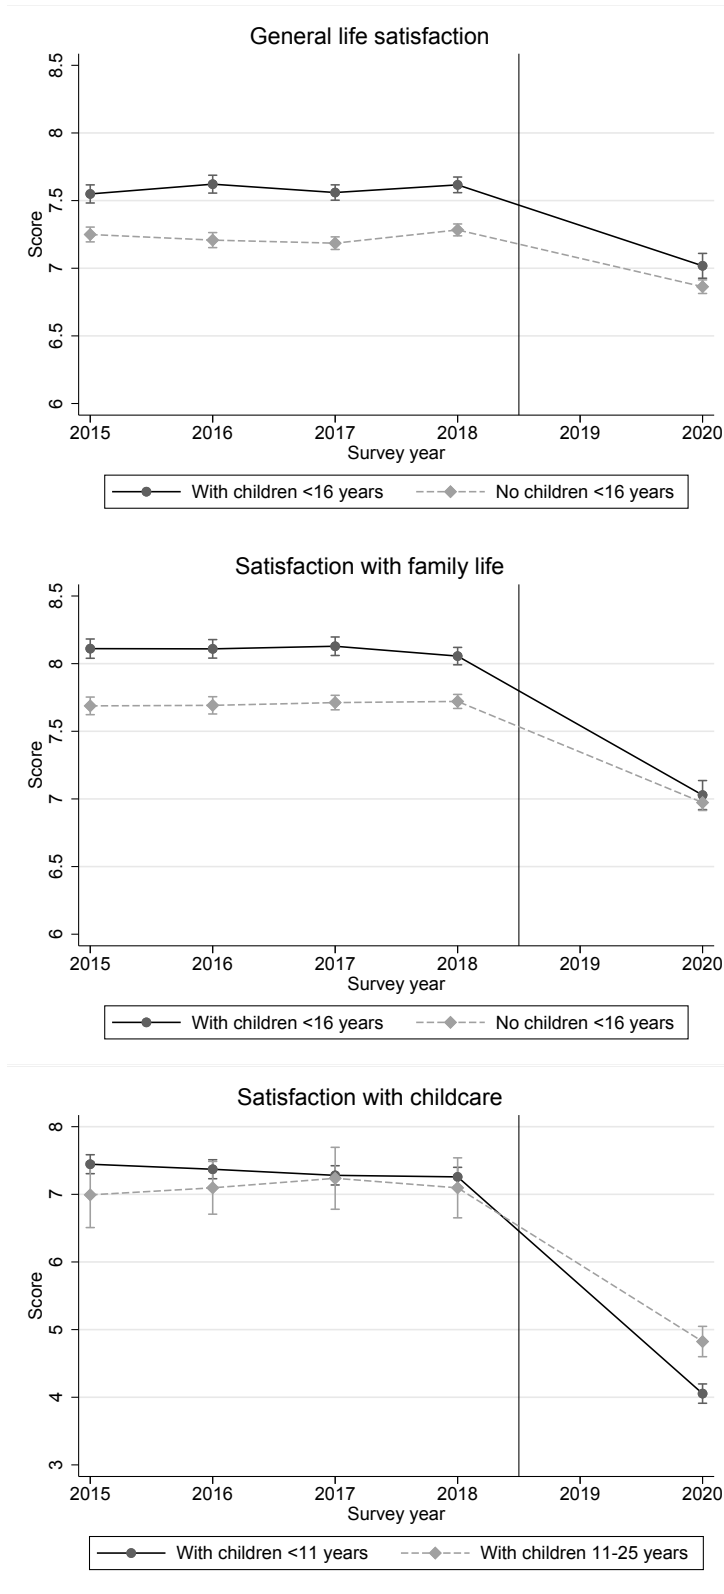 General life satisfaction
8.5
8
7.5
7
6.5
6
Score
2015 2016 2017 2018 2019 2020
Survey year
With children <16 years No children <16 years
Satisfaction with family life
8.5
8
7.5
7
6.5
6
Score
2015 2016 2017 2018 2019 2020
Survey year
With children <16 years No children <16 years
Satisfaction with childcare
8
7
6
5
4
3
Score
2015 2016 2017 2018 2019 2020
Survey year
With children <11 years With children 11-25 years